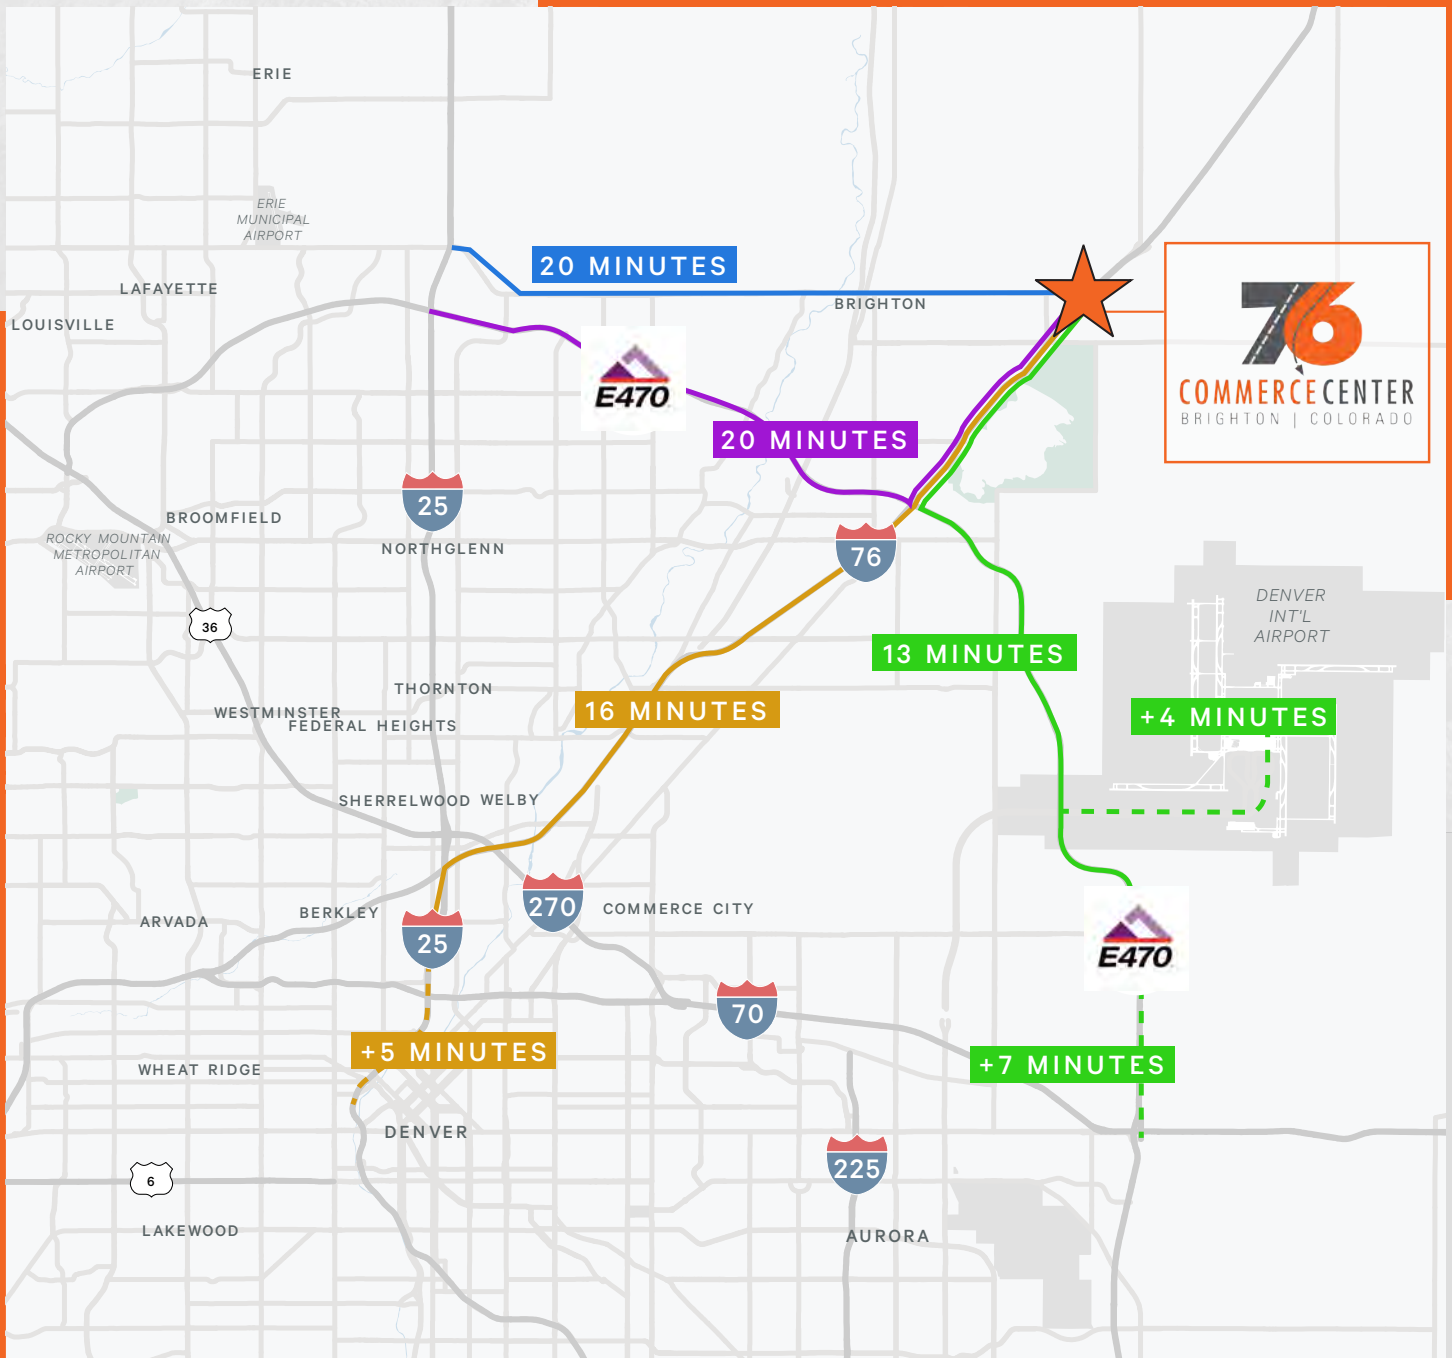 ERIE
ERIE
MUNICIPAL
AIRPORT
20 MINUTES
LAFAYETTE
BRIGHTON
LOUISVILLE
76
COMMERCECENTER
BRIGHTON | COLORADO
E470
20 MINUTES
25
BROOMFIELD
ROCKY MOUNTAIN
METROPOLITAN
AIRPORT
NORTHGLENN
76
DENVER
INT'L
AIRPORT
36
13 MINUTES
THORNTON
WESTMINSTER
FEDERAL HEIGHTS
16 MINUTES
+4 MINUTES
SHERRELWOOD
WELBY
270
COMMERCE CITY
BERKLEY
ARVADA
25
E470
70
+5 MINUTES
+7 MINUTES
WHEAT RIDGE
DENVER
225
6
LAKEWOOD
AURORA